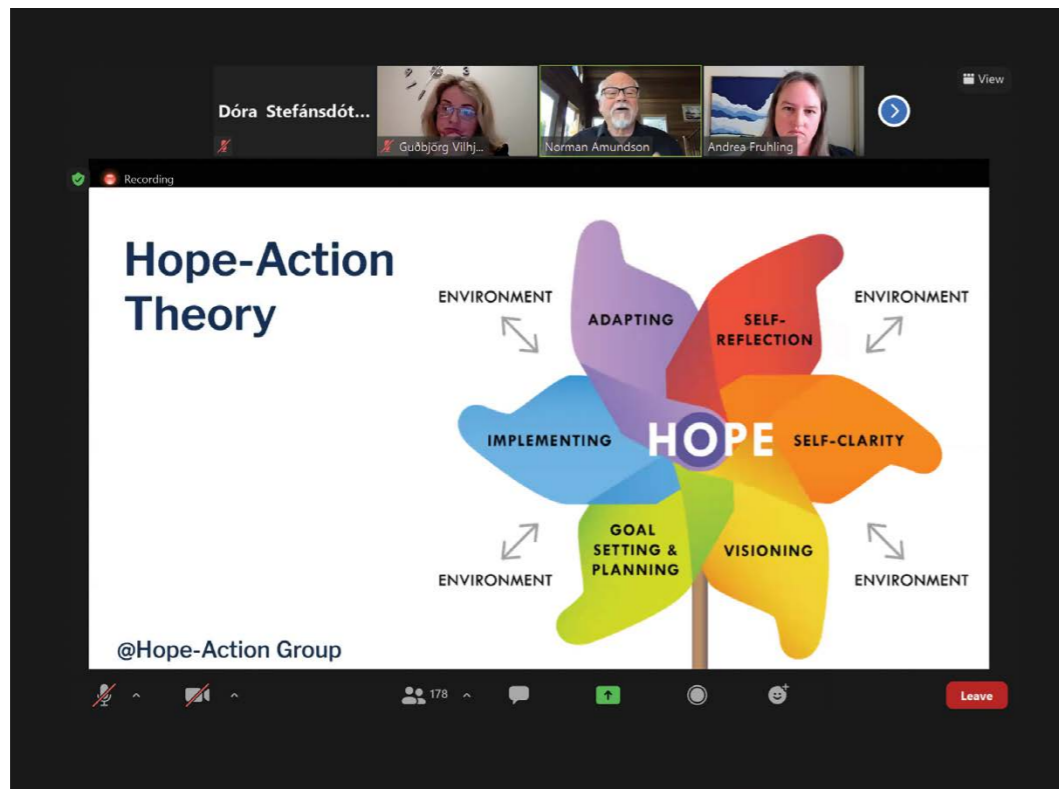 View
Dóra Stefánsdót...
Guðbjörg Vilhj...
Norman Amundson
Andrea Fruhling
Recording
Hope-Action
Theory
ENVIRONMENT
ENVIRONMENT
ADAPTING
SELF-
REFLECTION
IMPLEMENTING
HOPE
SELF-CLARITY
GOAL
SETTING &
PLANNING
VISIONING
ENVIRONMENT
ENVIRONMENT
@Hope-Action Group
178
Leave